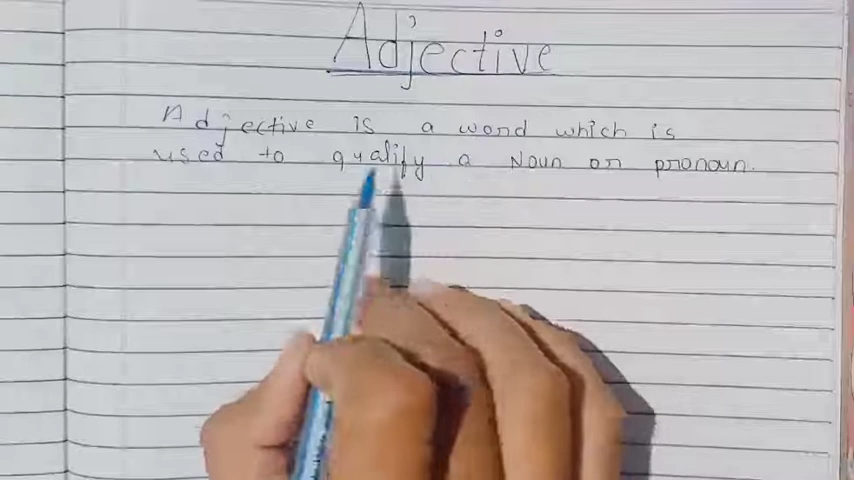 Adjective
Adjective is a word which is
used to qualify a Noun or pronoun.